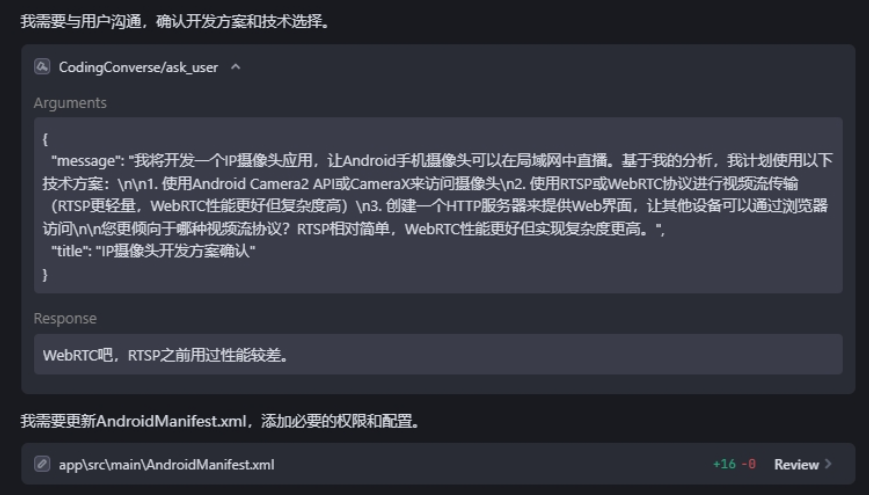 我需要与用户沟通，确认开发方案和技术选择。
CodingConverse/ask_user
Arguments
{
"message": "我将开发一个IP摄像头应用，让Android手机摄像头可以在局域网中直播。基于我的分析，我计划使用以下
技术方案：\n\n1. 使用Android Camera2 API或CameraX来访问摄像头\n2. 使用RTSP或WebRTC协议进行视频流传输
（RTSP更轻量，WebRTC性能更好但复杂度高）\n3. 创建一个HTTP服务器来提供Web界面，让其他设备可以通过浏览器
访问\n\n您更倾向于哪种视频流协议？RTSP相对简单，WebRTC性能更好但实现复杂度更高。",
"title": "IP摄像头开发方案确认"
}
Response
WebRTC吧，RTSP之前用过性能较差。
我需要更新AndroidManifest.xml，添加必要的权限和配置。
app\src\main\AndroidManifest.xml +16 -0 Review